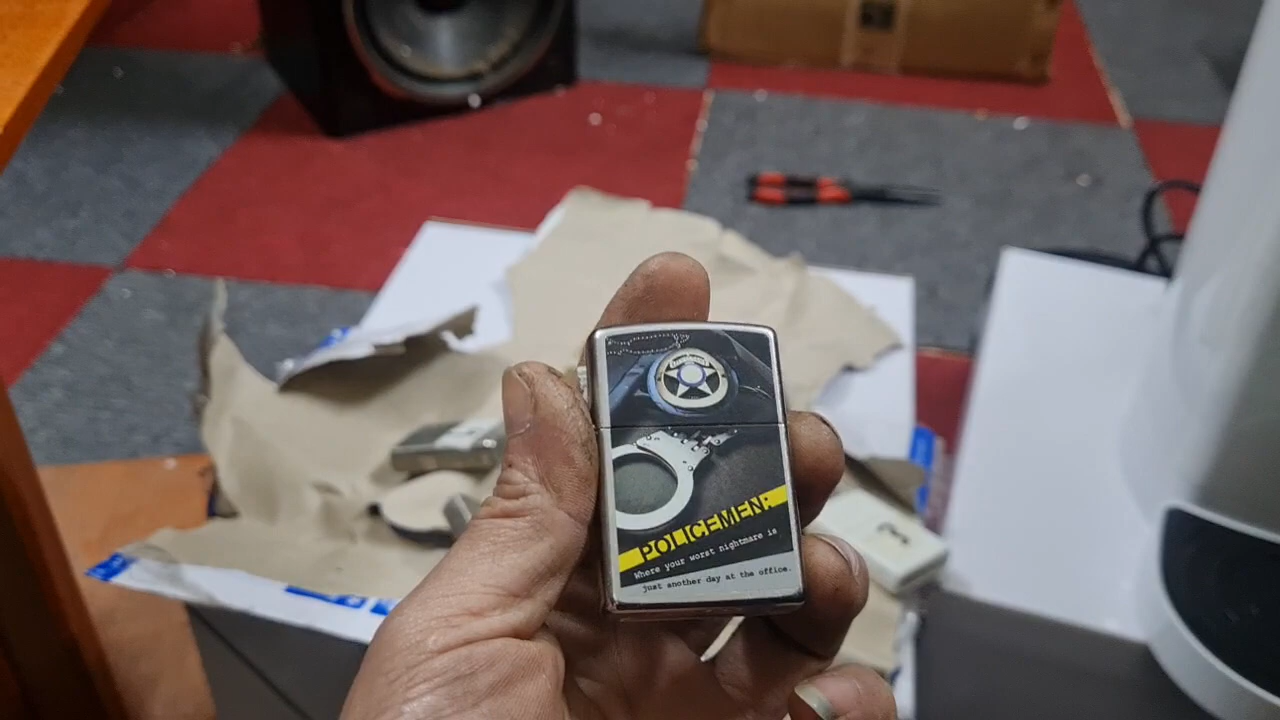 POLICEMEN:
Where your worst nightmare is
just another day at the office.